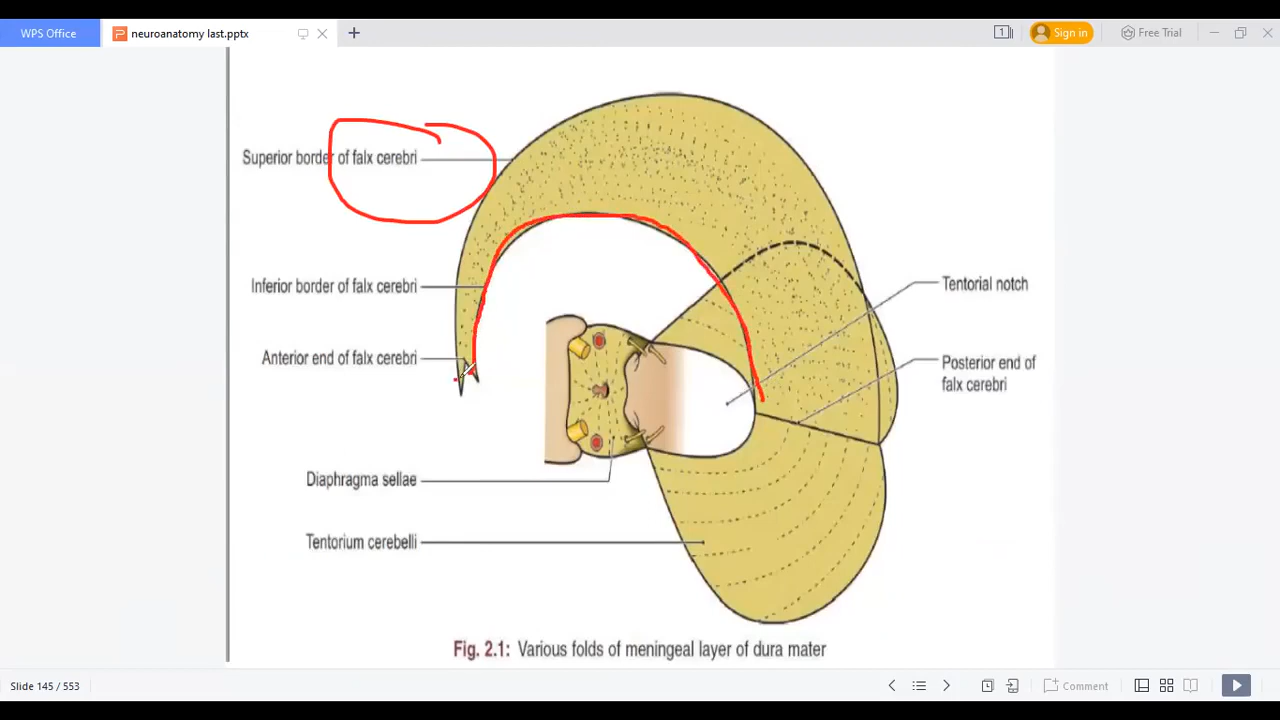 WPS Office
neuroanatomy last.pptx
1
Sign in
Free Trial
Superior border of falx cerebri
Inferior border of falx cerebri
Tentorial notch
Anterior end of falx cerebri
Posterior end of
falx cerebri
Diaphragma sellae
Tentorium cerebelli
Fig. 2.1: Various folds of meningeal layer of dura mater
Slide 145 / 553
Comment